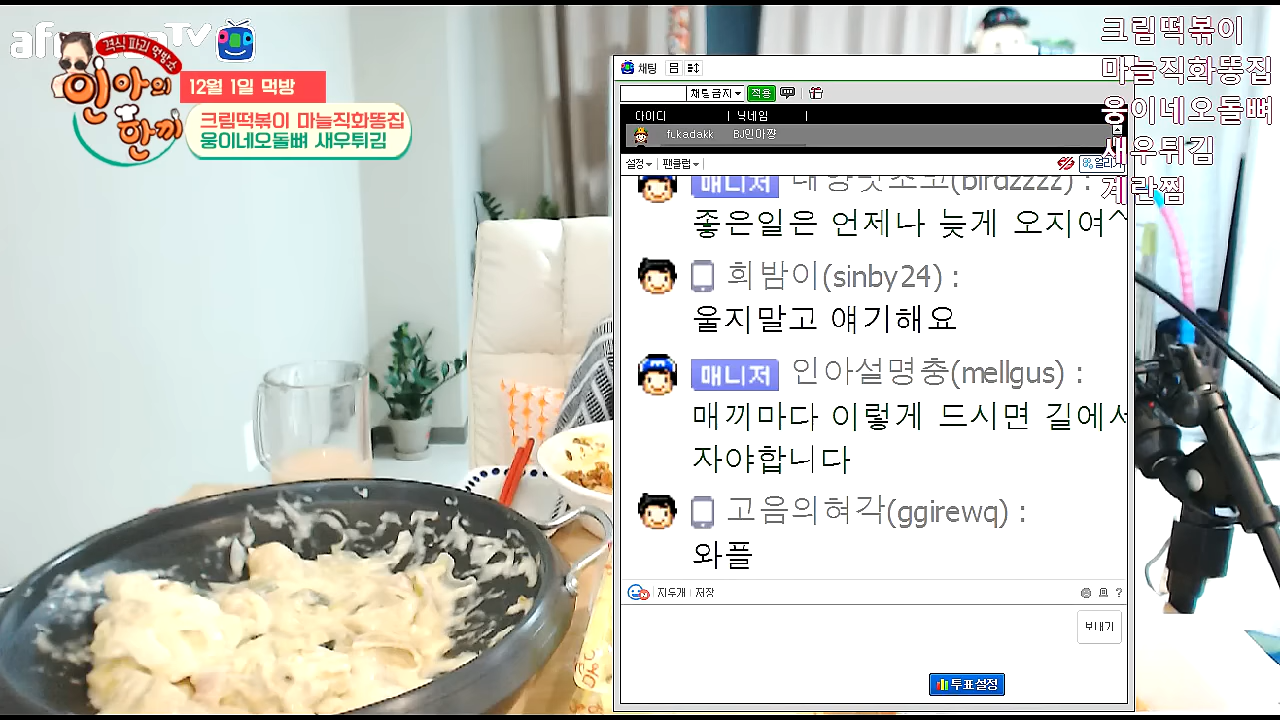 afreecaTV
격식 파괴 먹방쇼
인아의
한끼
12월 1일 먹방
크림떡볶이 마늘직화똥집
웅이네오돌뼈 새우튀김
크림떡볶이
마늘직화똥집
웅이네오돌뼈
새우튀김
계란찜
채팅
채팅금지 적용
아이디 닉네임
fukadakk BJ인아짱
설정 팬클럽
매니저 (birdzzzz) :
좋은일은 언제나 늦게 오지여^
희밤이(sinby24) :
울지말고 얘기해요
매니저 인아설명충(mellgus) :
매끼마다 이렇게 드시면 길에서
자야합니다
고음의혀각(ggirewq) :
와플
지우개 저장
?
보내기
투표설정